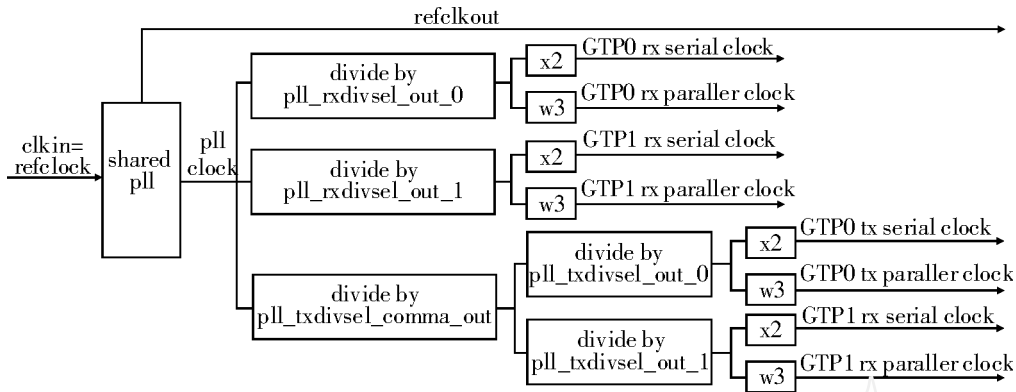 refclkout
clkin=
refclock
shared
pll
pll
clock
divide by
pll_rxdivsel_out_0
x2
GTP0 rx serial clock
w3
GTP0 rx paraller clock
divide by
pll_rxdivsel_out_1
x2
GTP1 rx serial clock
w3
GTP1 rx paraller clock
divide by
pll_txdivsel_comma_out
divide by
pll_txdivsel_out_0
x2
GTP0 tx serial clock
w3
GTP0 tx paraller clock
divide by
pll_txdivsel_out_1
x2
GTP1 rx serial clock
w3
GTP1 rx paraller clock